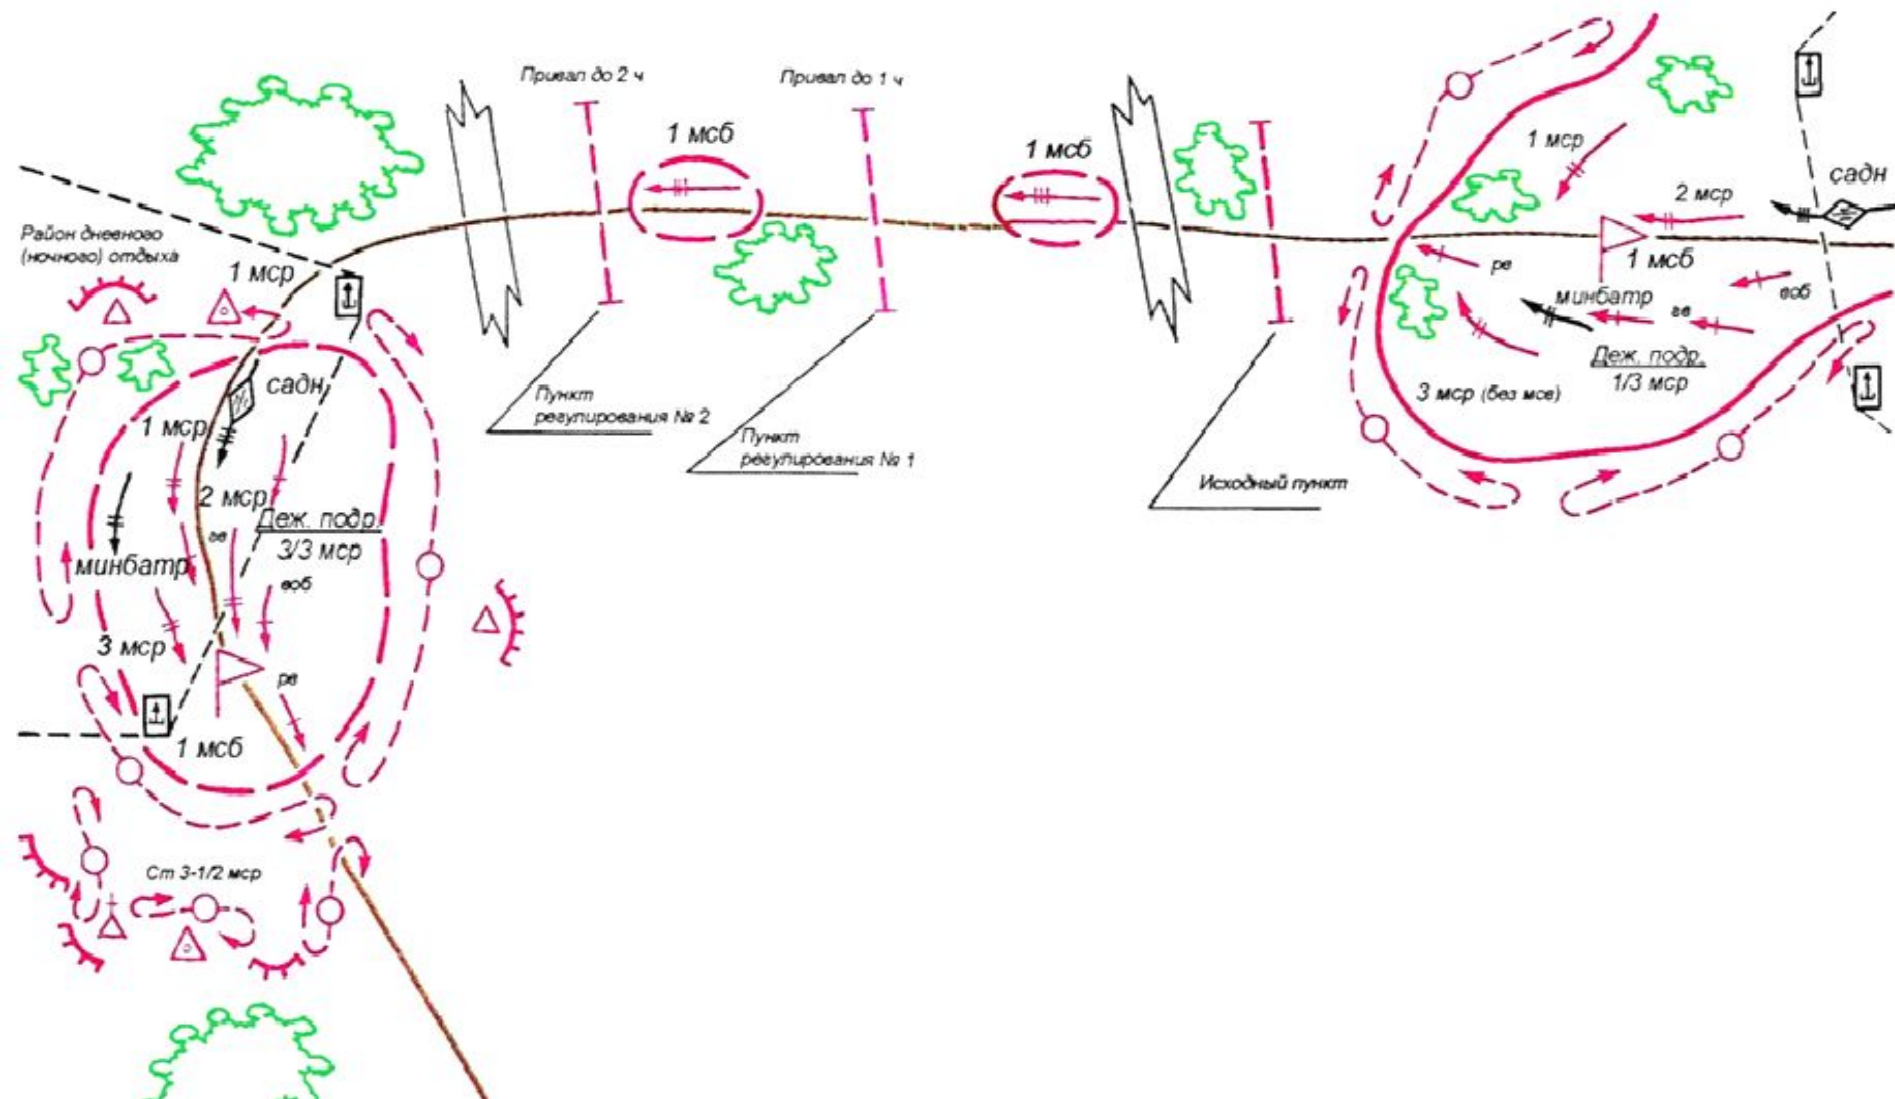 Привал до 2 ч
Привал до 1 ч
1 мсб
1 мсб
1 мср
садн
2 мср
Район дневного
(ночного) отдыха
1 мср
рв
1 мсб
минбатр
гв
воб
Деж. подр.
1/3 мср
3 мср (без мсв)
садн
Пункт
регулирования № 2
1 мср
Пункт
регулирования № 1
Исходный пункт
2 мср
гв
Деж. подр.
3/3 мср
минбатр
воб
3 мср
рв
1 мсб
Ст 3-1/2 мср